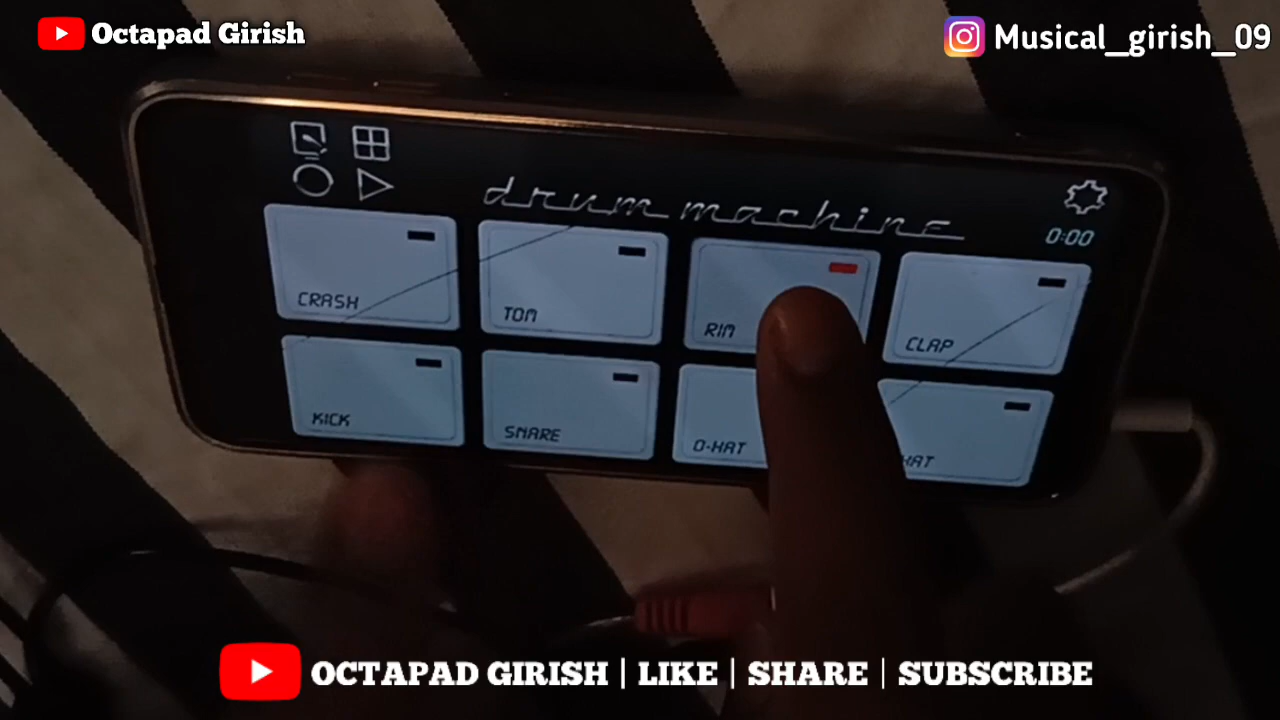 Octapad Girish
Musical_girish_09
drum machine
0:00
CRASH
TOM
RIM
CLAP
KICK
SNARE
O-HAT
OCTAPAD GIRISH | LIKE | SHARE | SUBSCRIBE